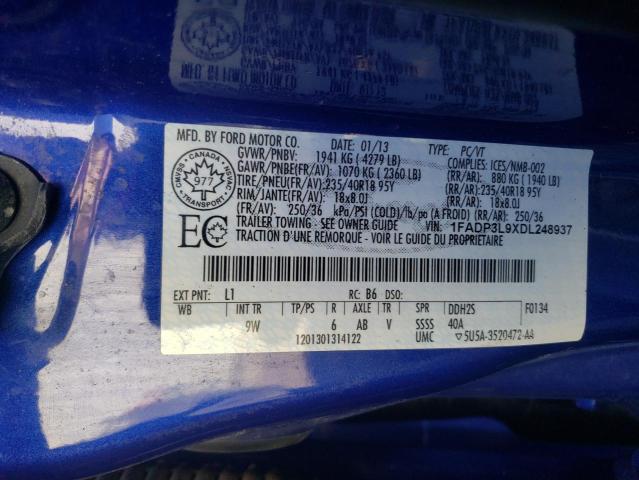 MFD. BY FORD MOTOR CO. DATE: 01/13 TYPE: PC/VT
GVWR/PNBV: 1941 KG ( 4279 LB) COMPLIES: ICES/NMB-002
GAWR/PNBE(FR/AV): 1070 KG ( 2360 LB) (RR/AR): 880 KG ( 1940 LB)
TIRE/PNEU(FR/AV):235/40R18 95Y (RR/AR):235/40R18 95Y
RIM/JANTE(FR/AV): 18x8.0J (RR/AR): 18x8.0J
(FR/AV): 250/36 kPa/PSI (COLD)/lb/po (A FROID) (RR/AR): 250/36
TRAILER TOWING - SEE OWNER GUIDE VIN: 1FADP3L9XDL248937
TRACTION D'UNE REMORQUE - VOIR LE GUIDE DU PROPRIETAIRE
CMVSS • CANADA • NSVAC
977
TRANSPORT
EC
EXT PNT: L1 RC: B6 DSO:
WB INT TR TP/PS R AXLE TR SPR DDH2S F0134
9W 6 AB V SSSS 40A
1201301314122 UMC 5U5A-3520472-AA